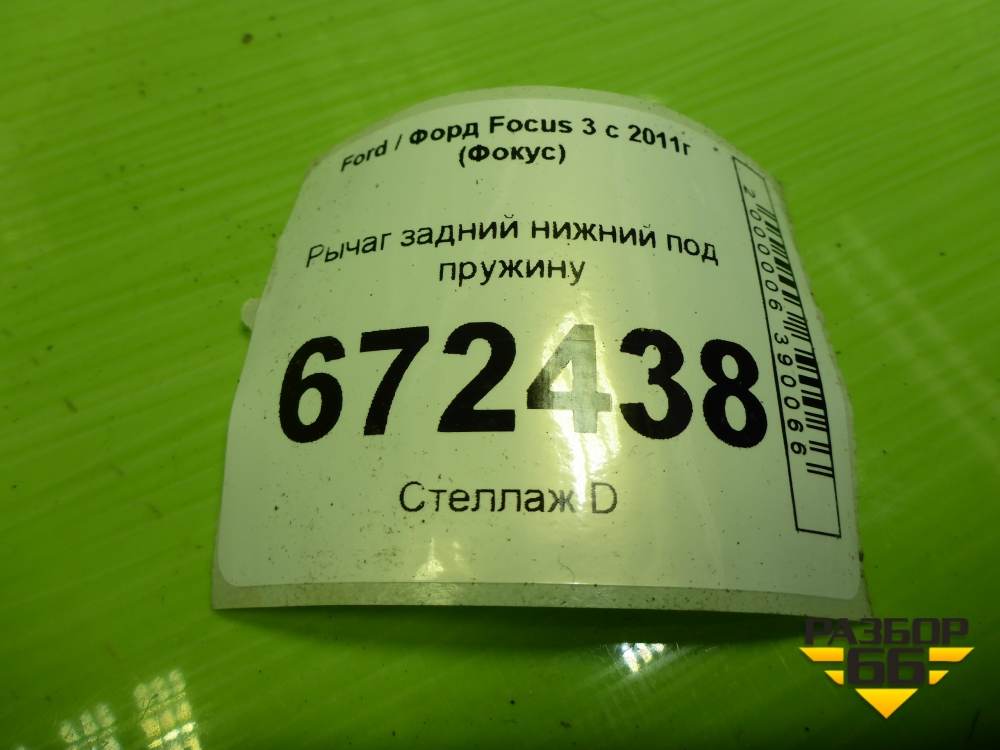 Ford / Форд Focus 3 с 2011г
(Фокус)
Рычаг задний нижний под
пружину
672438
Стеллаж D
2000006390066
РАЗБОР
66